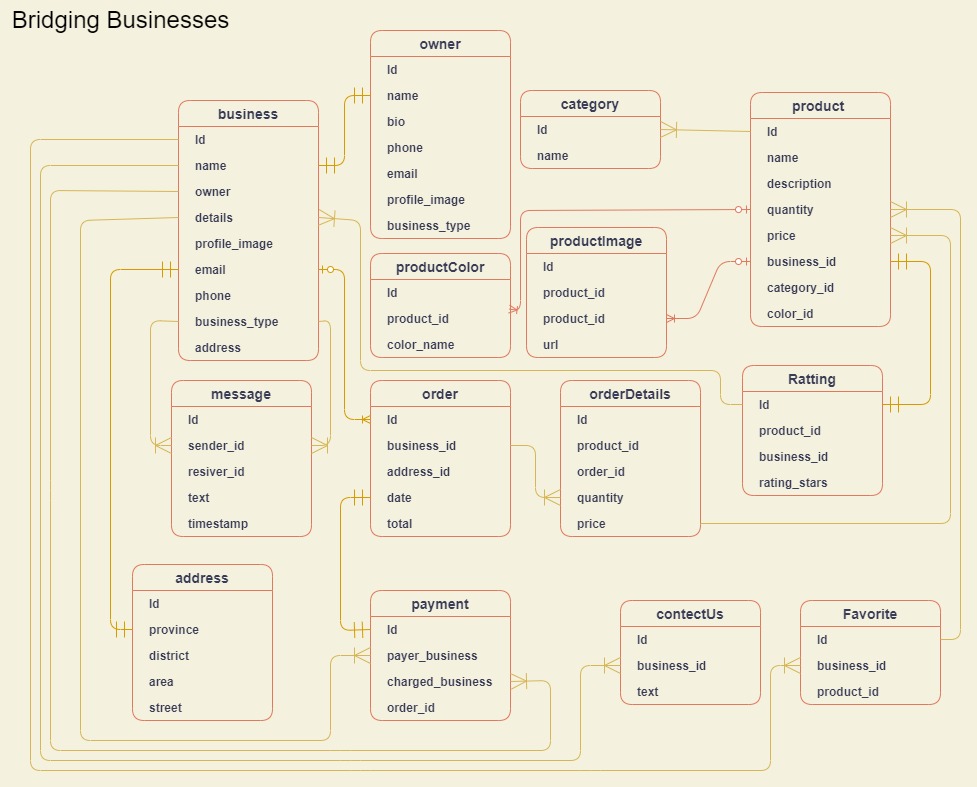 Bridging Businesses
owner
Id
name
bio
phone
email
profile_image
business_type
category
Id
name
product
Id
name
description
quantity
price
business_id
category_id
color_id
business
Id
name
owner
details
profile_image
email
phone
business_type
address
productColor
Id
product_id
color_name
productImage
Id
product_id
product_id
url
Ratting
Id
product_id
business_id
rating_stars
message
Id
sender_id
resiver_id
text
timestamp
order
Id
business_id
address_id
date
total
orderDetails
Id
product_id
order_id
quantity
price
address
Id
province
district
area
street
payment
Id
payer_business
charged_business
order_id
contectUs
Id
business_id
text
Favorite
Id
business_id
product_id